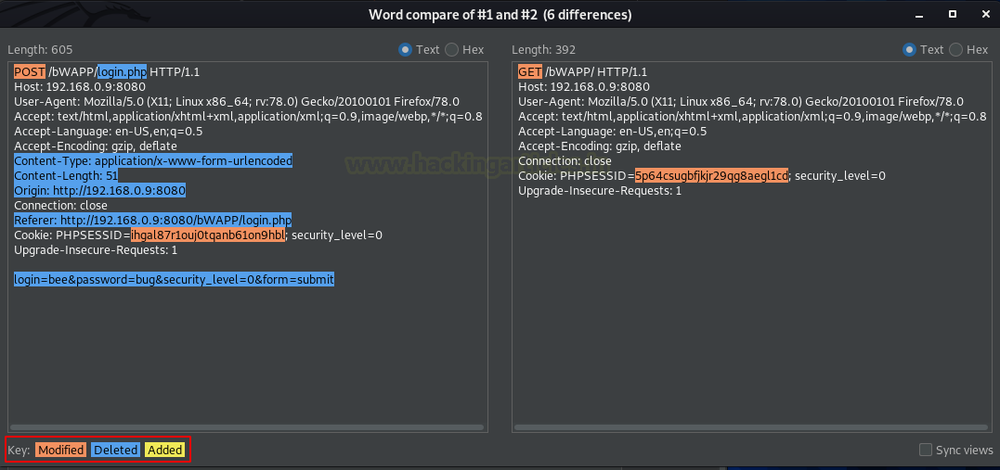 Word compare of #1 and #2 (6 differences)
Length: 605
Text Hex
POST /bWAPP/login.php HTTP/1.1
Host: 192.168.0.9:8080
User-Agent: Mozilla/5.0 (X11; Linux x86_64; rv:78.0) Gecko/20100101 Firefox/78.0
Accept: text/html,application/xhtml+xml,application/xml;q=0.9,image/webp,*/*;q=0.8
Accept-Language: en-US,en;q=0.5
Accept-Encoding: gzip, deflate
Content-Type: application/x-www-form-urlencoded
Content-Length: 51
Origin: http://192.168.0.9:8080
Connection: close
Referer: http://192.168.0.9:8080/bWAPP/login.php
Cookie: PHPSESSID=ihgal87r1ouj0tqanb61on9hbl; security_level=0
Upgrade-Insecure-Requests: 1
login=bee&password=bug&security_level=0&form=submit
Length: 392
Text Hex
GET /bWAPP/ HTTP/1.1
Host: 192.168.0.9:8080
User-Agent: Mozilla/5.0 (X11; Linux x86_64; rv:78.0) Gecko/20100101 Firefox/78.0
Accept: text/html,application/xhtml+xml,application/xml;q=0.9,image/webp,*/*;q=0.8
Accept-Language: en-US,en;q=0.5
Accept-Encoding: gzip, deflate
Connection: close
Cookie: PHPSESSID=5p64csugbfjkjr29qg8aegl1cd; security_level=0
Upgrade-Insecure-Requests: 1
Key: Modified Deleted Added
Sync views